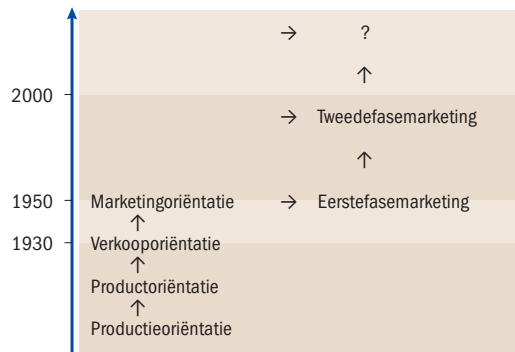 → ?
↑
2000
→ Tweedefasemarketing
↑
1950 Marketingoriëntatie → Eerstefasemarketing
↑
1930 Verkooporiëntatie
↑
Productoriëntatie
↑
Productieoriëntatie